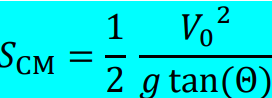 S_CM = 1/2 V_0^2 / (g tan(Θ))